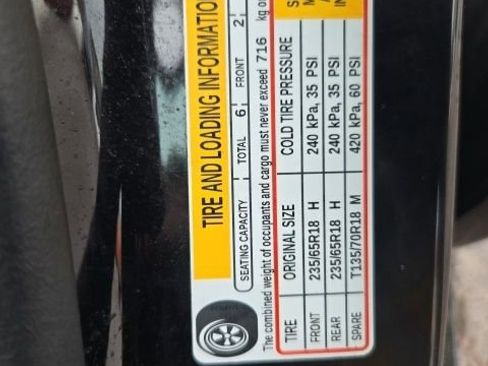 TIRE AND LOADING INFORMATIO
SEATING CAPACITY TOTAL 6 FRONT 2
The combined weight of occupants and cargo must never exceed 716 kg or
TIRE ORIGINAL SIZE COLD TIRE PRESSURE
FRONT 235/65R18 H 240 kPa, 35 PSI
REAR 235/65R18 H 240 kPa, 35 PSI
SPARE T135/70R18 M 420 kPa, 60 PSI